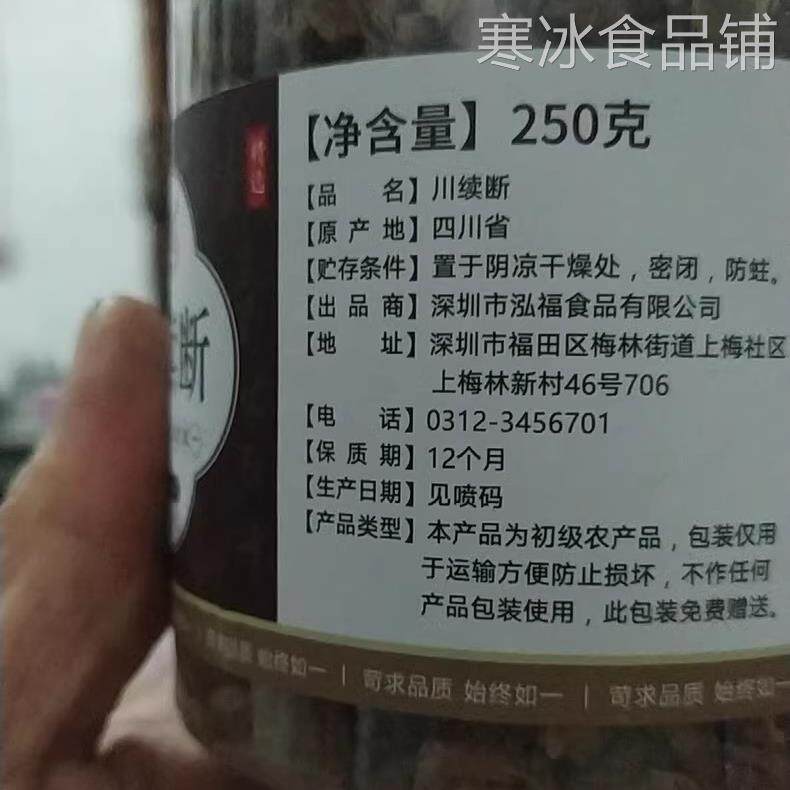 寒冰食品铺
【净含量】250克
精选
【品名】川续断
【原产地】四川省
【贮存条件】置于阴凉干燥处，密闭，防蛀。
【出品商】深圳市泓福食品有限公司
【地址】深圳市福田区梅林街道上梅社区
上梅林新村46号706
断
【电话】0312-3456701
【保质期】12个月
【生产日期】见喷码
【产品类型】本产品为初级农产品，包装仅用
于运输方便防止损坏，不作任何
产品包装使用，此包装免费赠送。
始终如一 | 苛求品质 始终如一 | 苛求品质 始终如一